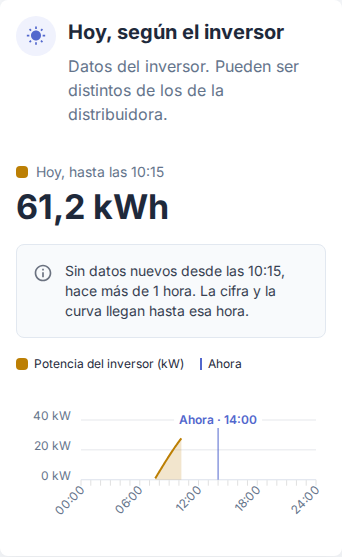 Hoy, según el inversor
Datos del inversor. Pueden ser
distintos de los de la
distribuidora.
Hoy, hasta las 10:15
61,2 kWh
Sin datos nuevos desde las 10:15,
hace más de 1 hora. La cifra y la
curva llegan hasta esa hora.
Potencia del inversor (kW) Ahora
40 kW
Ahora · 14:00
20 kW
0 kW
00:00 06:00 12:00 18:00 24:00